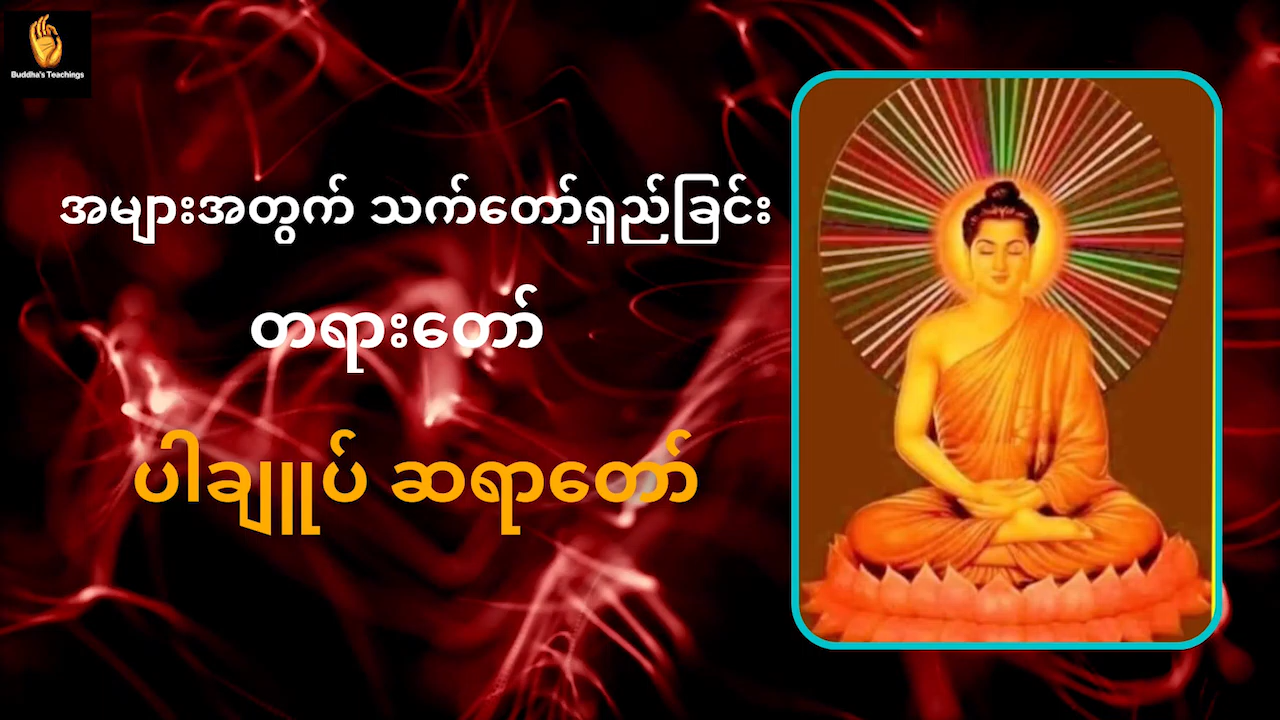 Buddha's Teachings
အများအတွက် သက်တော်ရှည်ခြင်း
တရားတော်
ပါချူုပ် ဆရာတော်